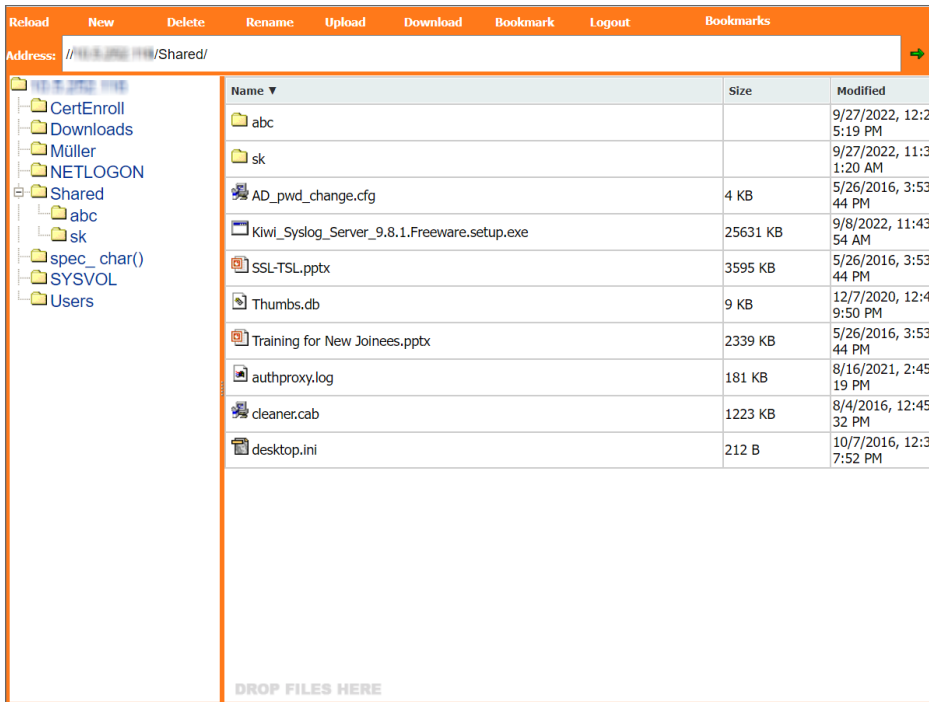 Reload New Delete Rename Upload Download Bookmark Logout Bookmarks
Address: // /Shared/
CertEnroll
Downloads
Müller
NETLOGON
Shared
abc
sk
spec_ char()
SYSVOL
Users
Name ▼ Size Modified
abc 9/27/2022, 12:2
5:19 PM
sk 9/27/2022, 11:3
1:20 AM
AD_pwd_change.cfg 4 KB 5/26/2016, 3:53
44 PM
Kiwi_Syslog_Server_9.8.1.Freeware.setup.exe 25631 KB 9/8/2022, 11:43
54 AM
SSL-TSL.pptx 3595 KB 5/26/2016, 3:53
44 PM
Thumbs.db 9 KB 12/7/2020, 12:4
9:50 PM
Training for New Joinees.pptx 2339 KB 5/26/2016, 3:53
44 PM
authproxy.log 181 KB 8/16/2021, 2:45
19 PM
cleaner.cab 1223 KB 8/4/2016, 12:45
32 PM
desktop.ini 212 B 10/7/2016, 12:3
7:52 PM
DROP FILES HERE